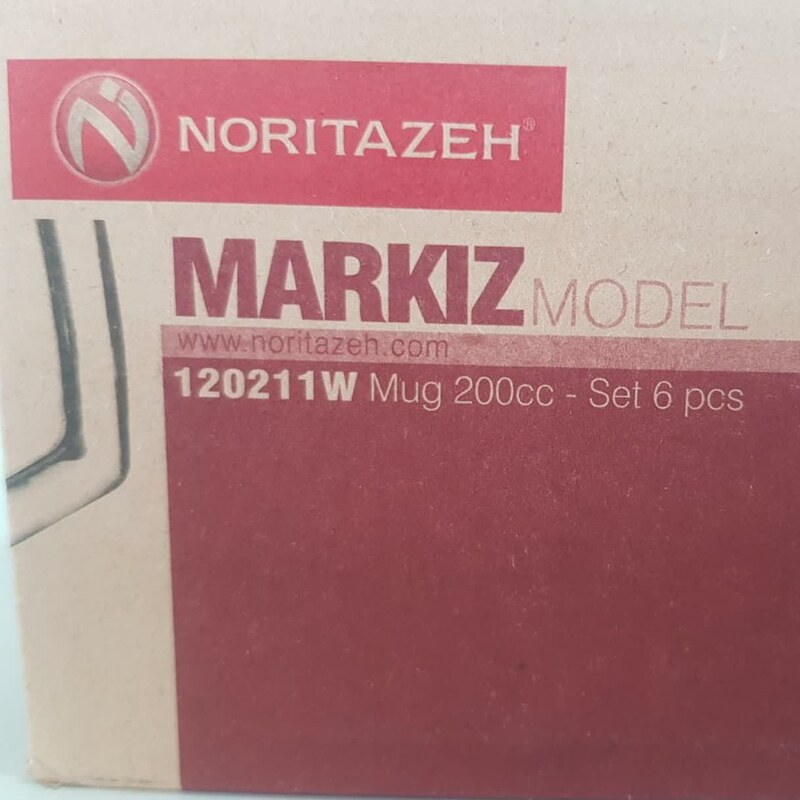 NORITAZEH®
MARKIZ MODEL
www.noritazeh.com
120211W Mug 200cc - Set 6 pcs